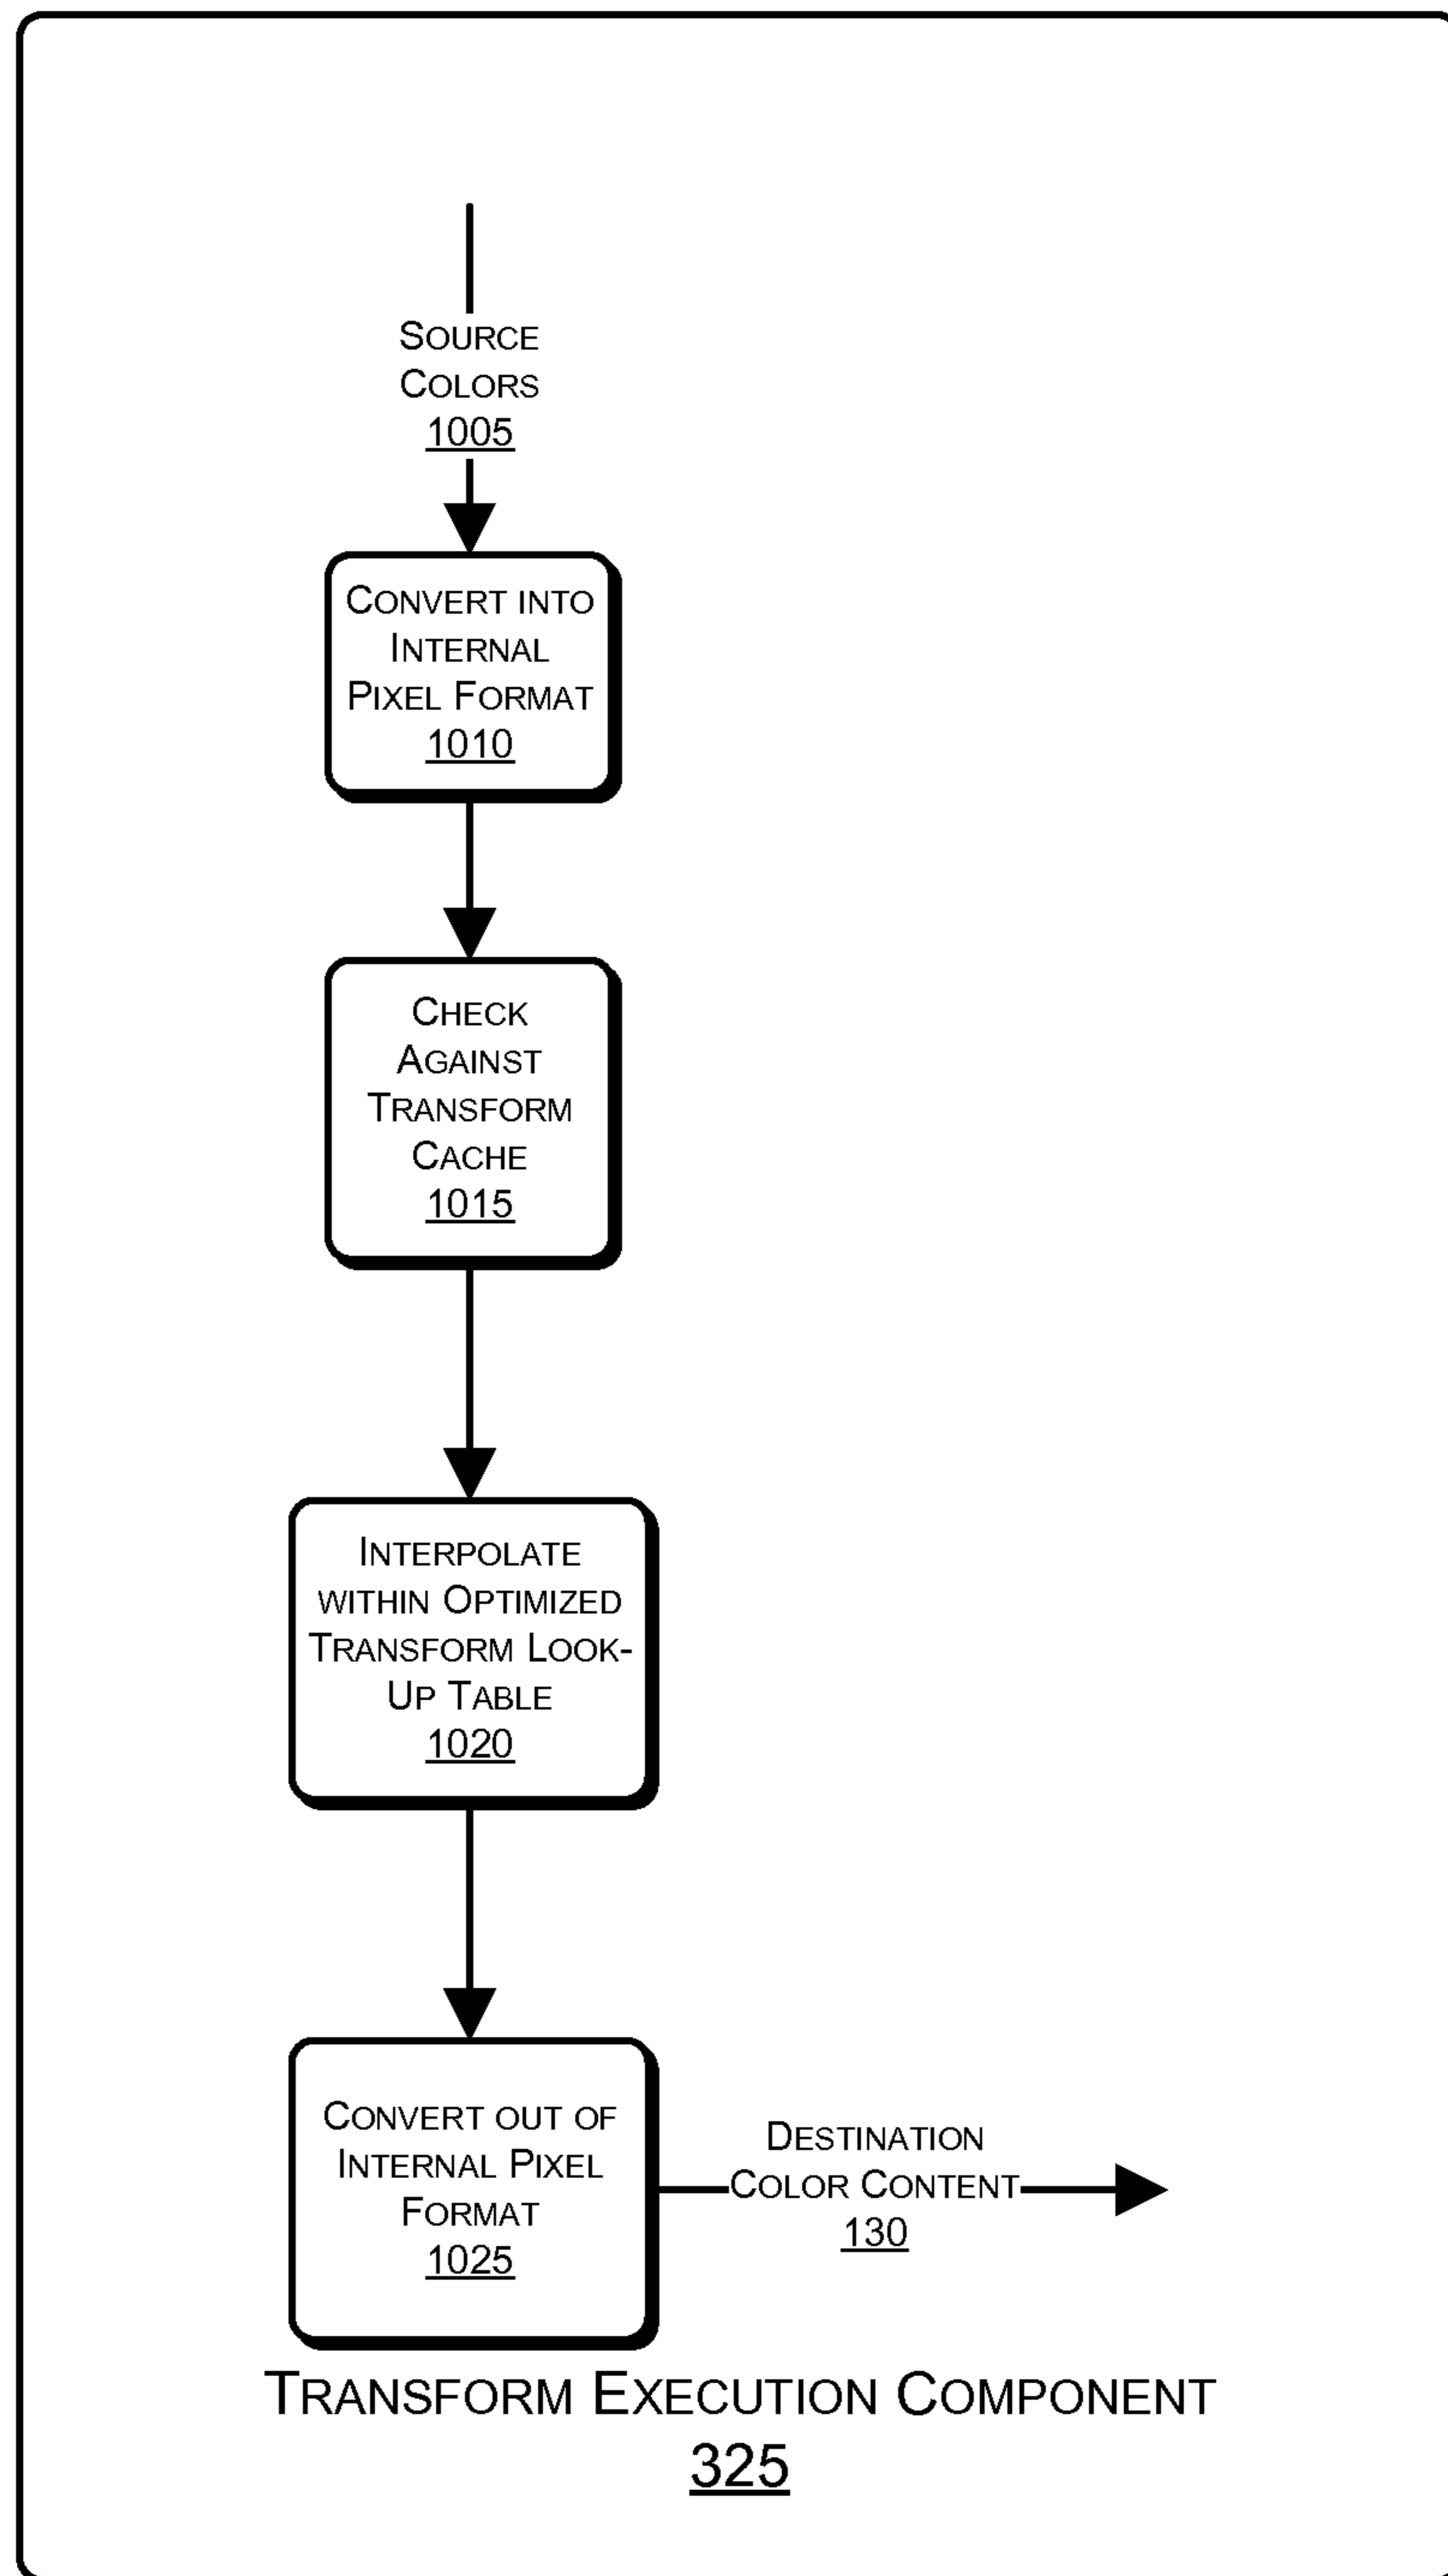 SOURCE
COLORS
1005
CONVERT INTO
INTERNAL
PIXEL FORMAT
1010
CHECK
AGAINST
TRANSFORM
CACHE
1015
INTERPOLATE
WITHIN OPTIMIZED
TRANSFORM LOOK-
UP TABLE
1020
CONVERT OUT OF
INTERNAL PIXEL
FORMAT
1025
DESTINATION
COLOR CONTENT
130
TRANSFORM EXECUTION COMPONENT
325